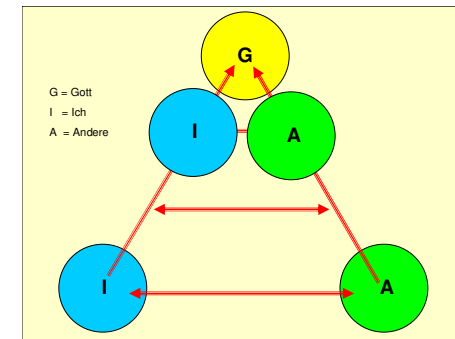 G
G = Gott
I = Ich
A = Andere
I
A
I
A